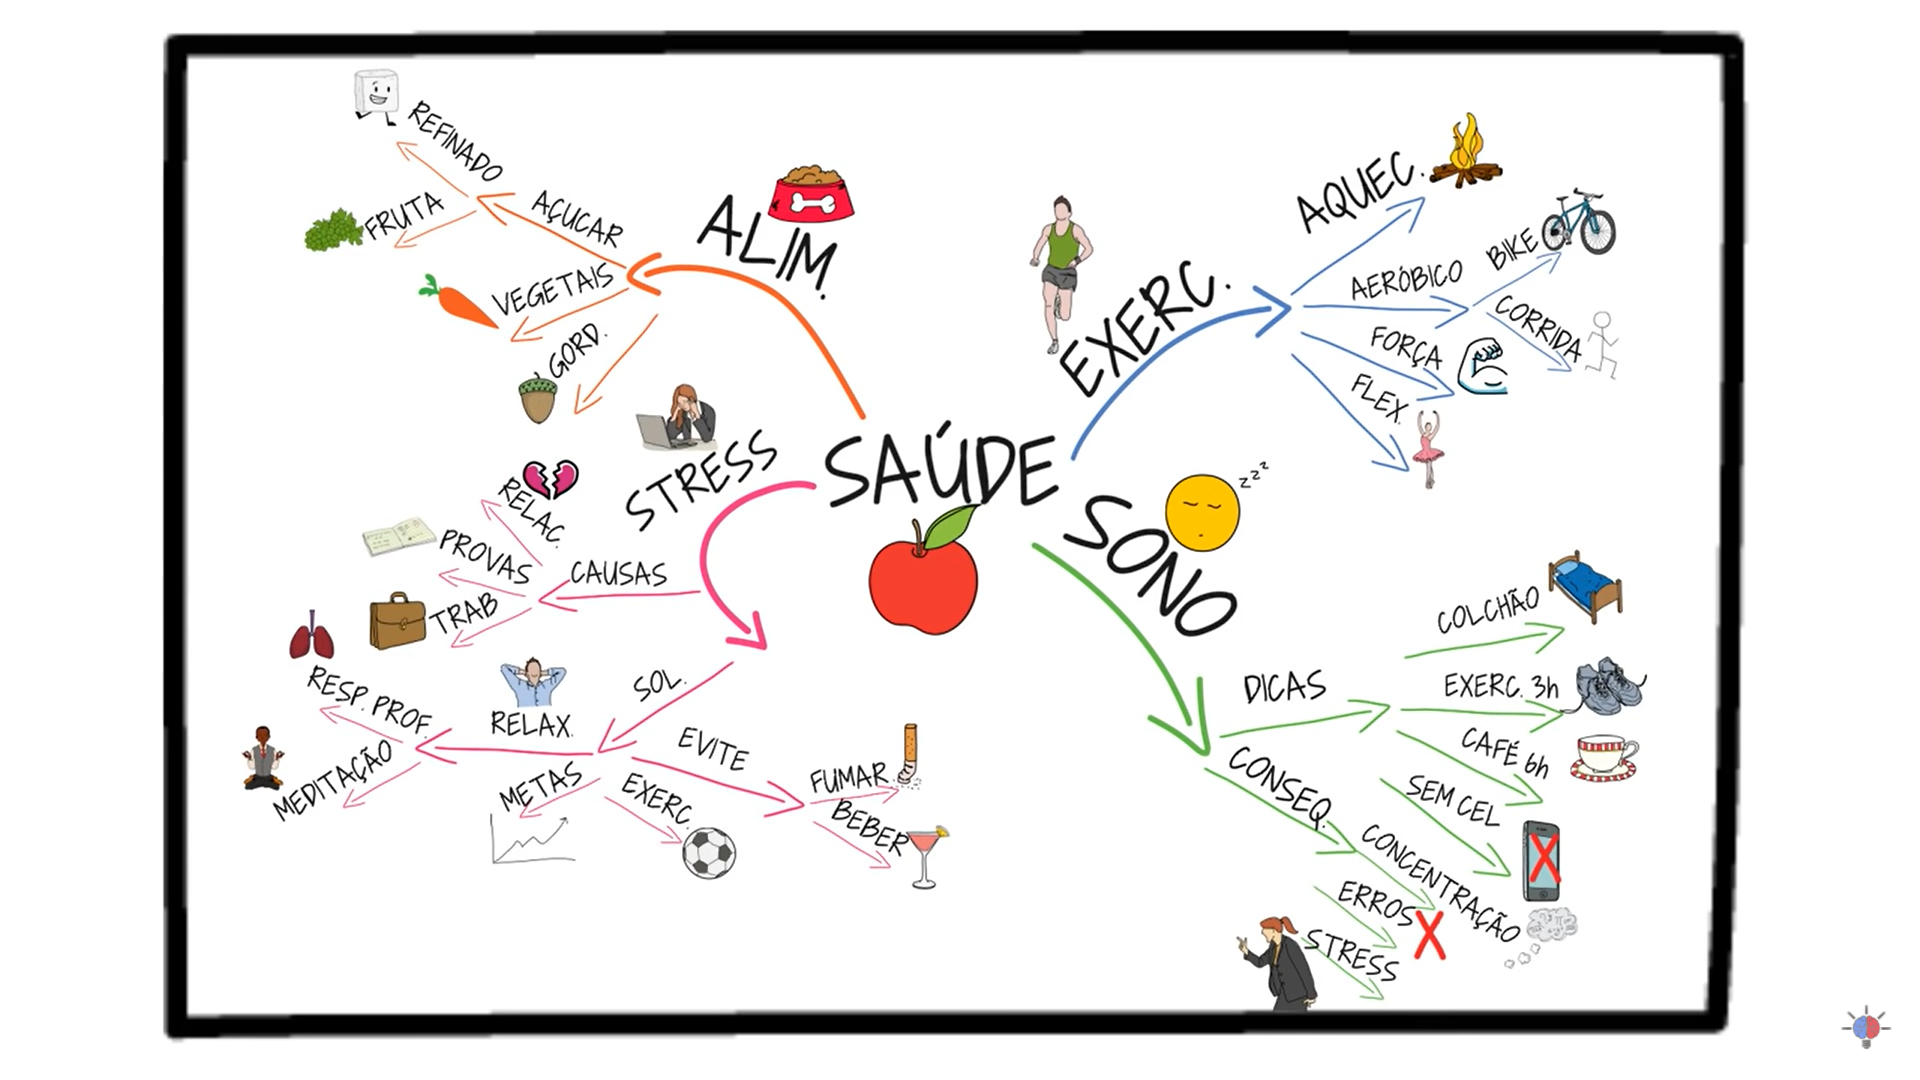 SAÚDE
ALIM.
AÇUCAR
REFINADO
FRUTA
VEGETAIS
GORD.
EXERC.
AQUEC.
AERÓBICO
BIKE
CORRIDA
FORÇA
FLEX.
SONO
zzz
DICAS
COLCHÃO
EXERC. 3h
CAFÉ 6h
SEM CEL
CONSEQ.
CONCENTRAÇÃO
ERROS
STRESS
STRESS
CAUSAS
RELAC.
PROVAS
TRAB
SOL.
RELAX.
RESP. PROF.
MEDITAÇÃO
METAS
EXERC.
EVITE
FUMAR
BEBER